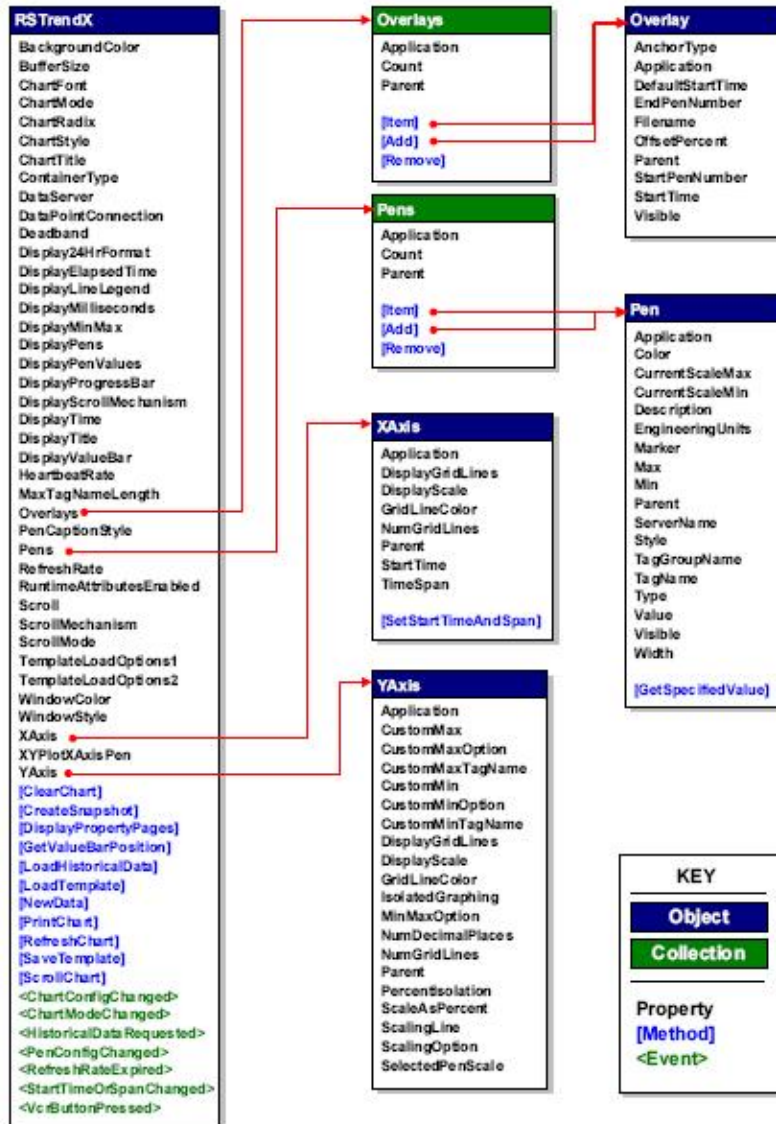 RSTrendX
BackgroundColor
BufferSize
ChartFont
ChartMode
ChartRadix
ChartStyle
ChartTitle
ContainerType
DataServer
DataPointConnection
Deadband
Display24HrFormat
DisplayElapsedTime
DisplayLineLegend
DisplayMilliseconds
DisplayMinMax
DisplayPens
DisplayPenValues
DisplayProgressBar
DisplayScrollMechanism
DisplayTime
DisplayTitle
DisplayValueBar
HeartbeatRate
MaxTagNameLength
Overlays
PenCaptionStyle
Pens
RefreshRate
RuntimeAttributesEnabled
Scroll
ScrollMechanism
ScrollMode
TemplateLoadOptions1
TemplateLoadOptions2
WindowColor
WindowStyle
XAxis
XYPlotXAxisPen
YAxis
[ClearChart]
[CreateSnapshot]
[DisplayPropertyPages]
[GetValueBarPosition]
[LoadHistoricalData]
[LoadTemplate]
[NewData]
[PrintChart]
[RefreshChart]
[SaveTemplate]
[ScrollChart]
<ChartConfigChanged>
<ChartModeChanged>
<HistoricalDataRequested>
<PenConfigChanged>
<RefreshRateExpired>
<StartTimeOrSpanChanged>
<VcrButtonPressed>
Overlays
Application
Count
Parent
[Item]
[Add]
[Remove]
Pens
Application
Count
Parent
[Item]
[Add]
[Remove]
XAxis
Application
DisplayGridLines
DisplayScale
GridLineColor
NumGridLines
Parent
StartTime
TimeSpan
[SetStartTimeAndSpan]
YAxis
Application
CustomMax
CustomMaxOption
CustomMaxTagName
CustomMin
CustomMinOption
CustomMinTagName
DisplayGridLines
DisplayScale
GridLineColor
IsolatedGraphing
MinMaxOption
NumDecimalPlaces
NumGridLines
Parent
PercentIsolation
ScaleAsPercent
ScalingLine
ScalingOption
SelectedPenScale
Overlay
AnchorType
Application
DefaultStartTime
EndPenNumber
Filename
OffsetPercent
Parent
StartPenNumber
StartTime
Visible
Pen
Application
Color
CurrentScaleMax
CurrentScaleMin
Description
EngineeringUnits
Marker
Max
Min
Parent
ServerName
Style
TagGroupName
TagName
Type
Value
Visible
Width
[GetSpecifiedValue]
KEY
Object
Collection
Property
[Method]
<Event>